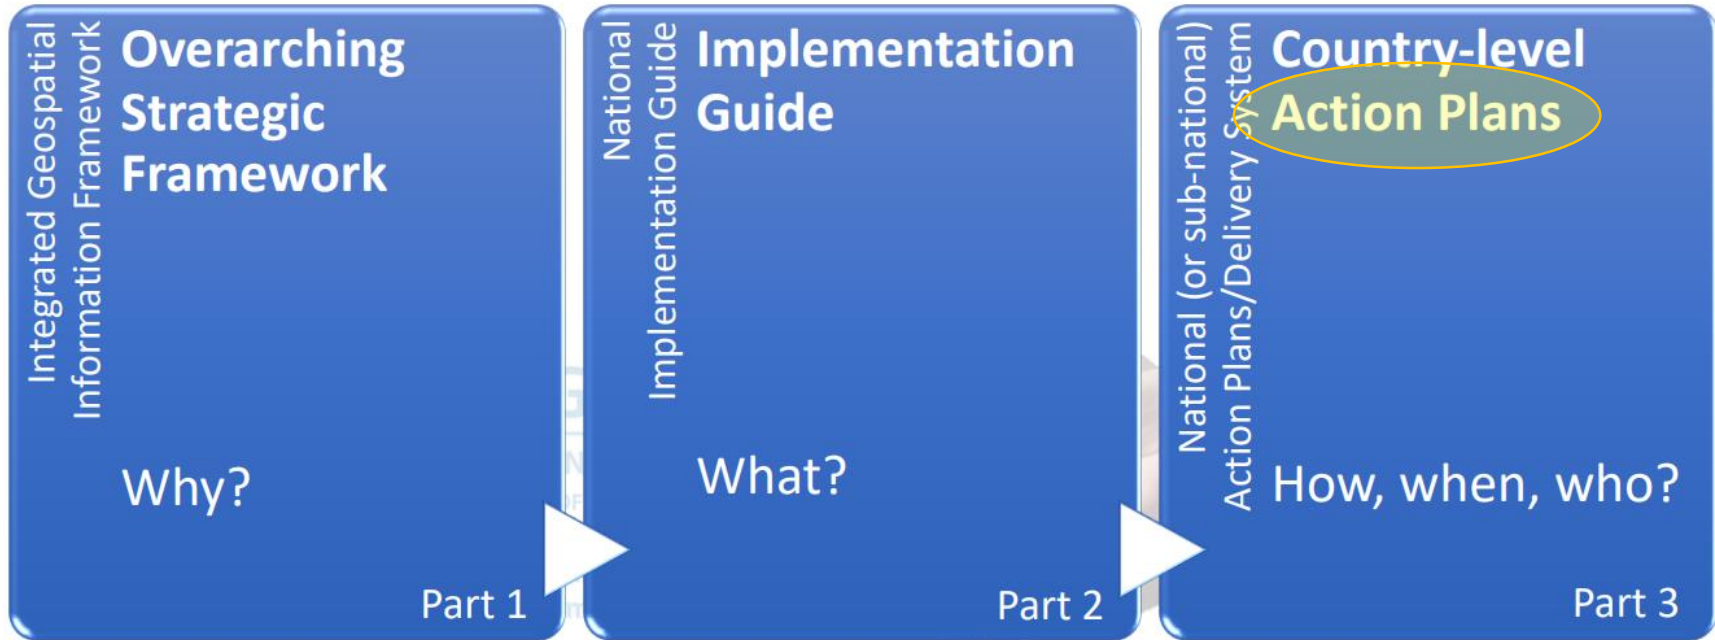 Integrated Geospatial
Information Framework
Overarching
Strategic
Framework
Why?
Part 1
National
Implementation Guide
Implementation
Guide
What?
Part 2
National (or sub-national)
Action Plans/Delivery System
Country-level
Action Plans
How, when, who?
Part 3